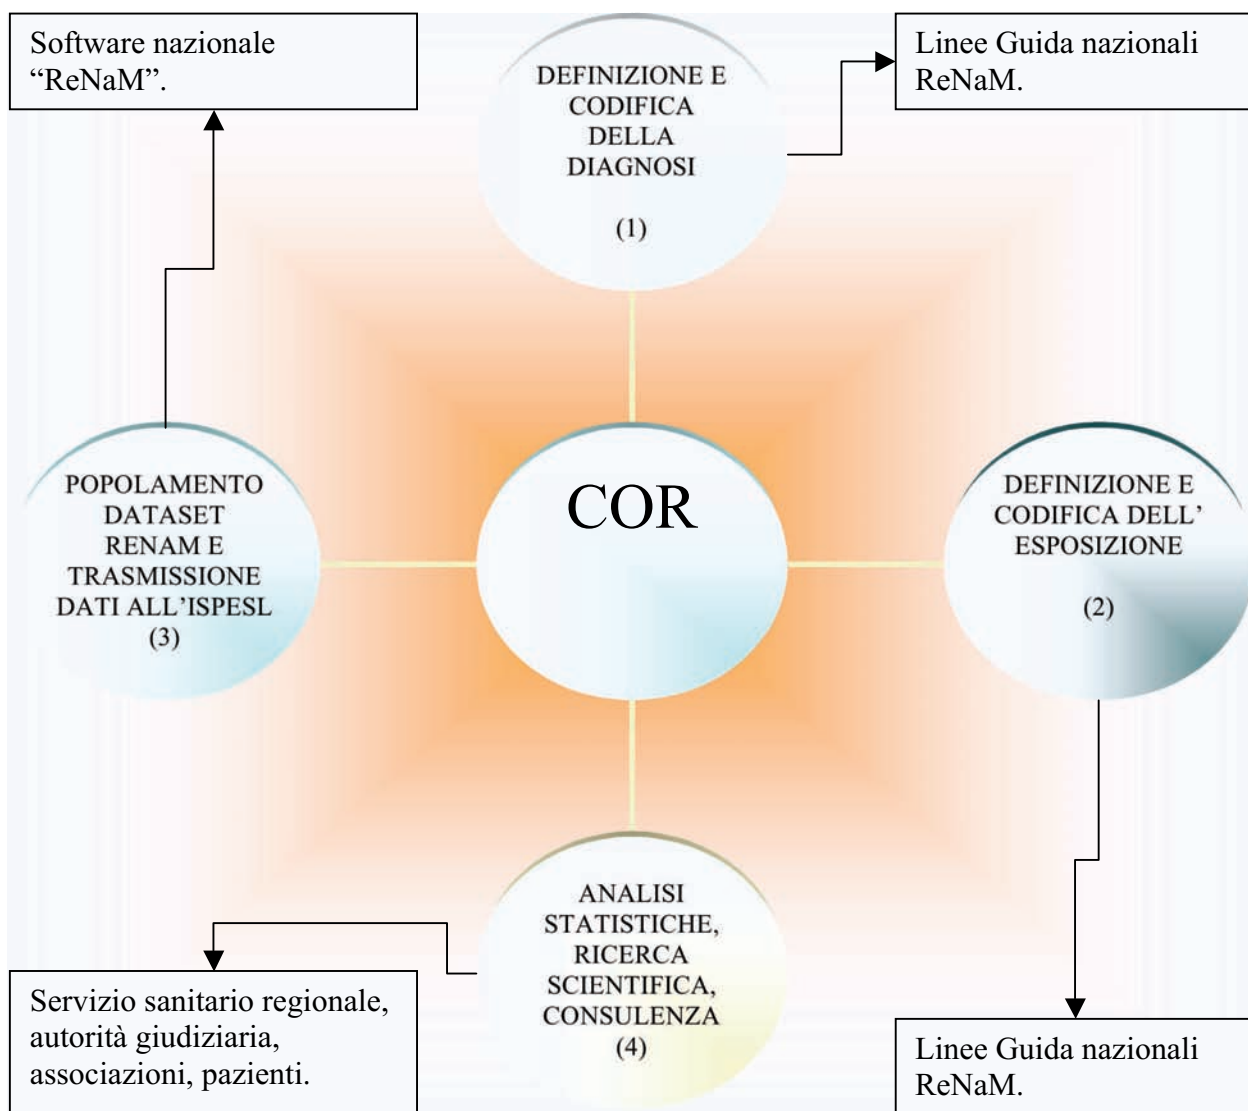 Software nazionale
“ReNaM”.
DEFINIZIONE E
CODIFICA
DELLA
DIAGNOSI
(1)
Linee Guida nazionali
ReNaM.
POPOLAMENTO
DATASET
RENAM E
TRASMISSIONE
DATI ALL’ISPESL
(3)
COR
DEFINIZIONE E
CODIFICA DELL’
ESPOSIZIONE
(2)
ANALISI
STATISTICHE,
RICERCA
SCIENTIFICA,
CONSULENZA
(4)
Servizio sanitario regionale,
autorità giudiziaria,
associazioni, pazienti.
Linee Guida nazionali
ReNaM.